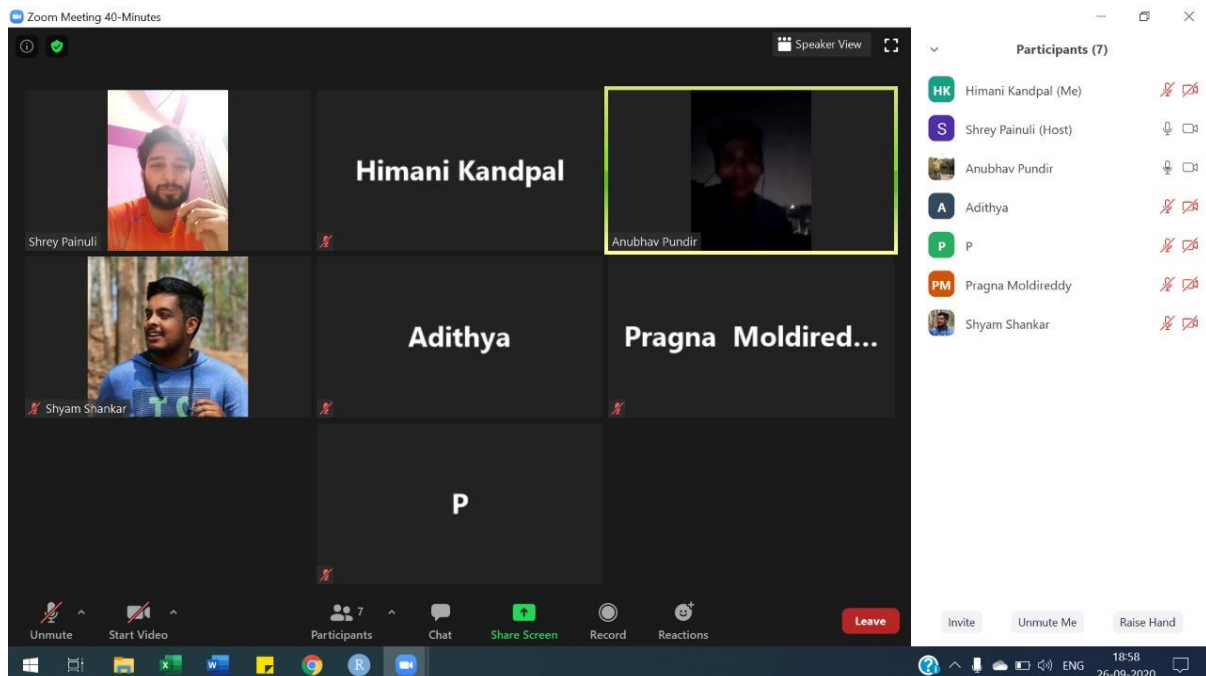 Zoom Meeting 40-Minutes
Speaker View
Shrey Painuli
Himani Kandpal
Anubhav Pundir
Shyam Shankar
Adithya
Pragna Moldired...
P
Unmute
Start Video
7
Participants
Chat
Share Screen
Record
Reactions
Leave
Participants (7)
HK Himani Kandpal (Me)
S Shrey Painuli (Host)
Anubhav Pundir
A Adithya
P P
PM Pragna Moldireddy
Shyam Shankar
Invite
Unmute Me
Raise Hand
ENG
18:58
26-09-2020